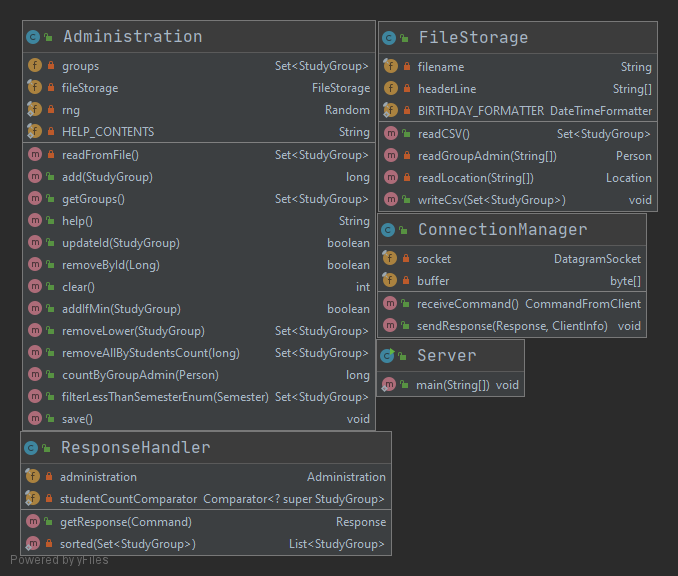 Administration
groups Set<StudyGroup>
fileStorage FileStorage
rng Random
HELP_CONTENTS String
readFromFile() Set<StudyGroup>
add(StudyGroup) long
getGroups() Set<StudyGroup>
help() String
updateId(StudyGroup) boolean
removeById(Long) boolean
clear() int
addIfMin(StudyGroup) boolean
removeLower(StudyGroup) Set<StudyGroup>
removeAllByStudentsCount(long) Set<StudyGroup>
countByGroupAdmin(Person) long
filterLessThanSemesterEnum(Semester) Set<StudyGroup>
save() void
FileStorage
filename String
headerLine String[]
BIRTHDAY_FORMATTER DateTimeFormatter
readCSV() Set<StudyGroup>
readGroupAdmin(String[]) Person
readLocation(String[]) Location
writeCsv(Set<StudyGroup>) void
ConnectionManager
socket DatagramSocket
buffer byte[]
receiveCommand() CommandFromClient
sendResponse(Response, ClientInfo) void
Server
main(String[]) void
ResponseHandler
administration Administration
studentCountComparator Comparator<? super StudyGroup>
getResponse(Command) Response
sorted(Set<StudyGroup>) List<StudyGroup>
Powered by yFiles